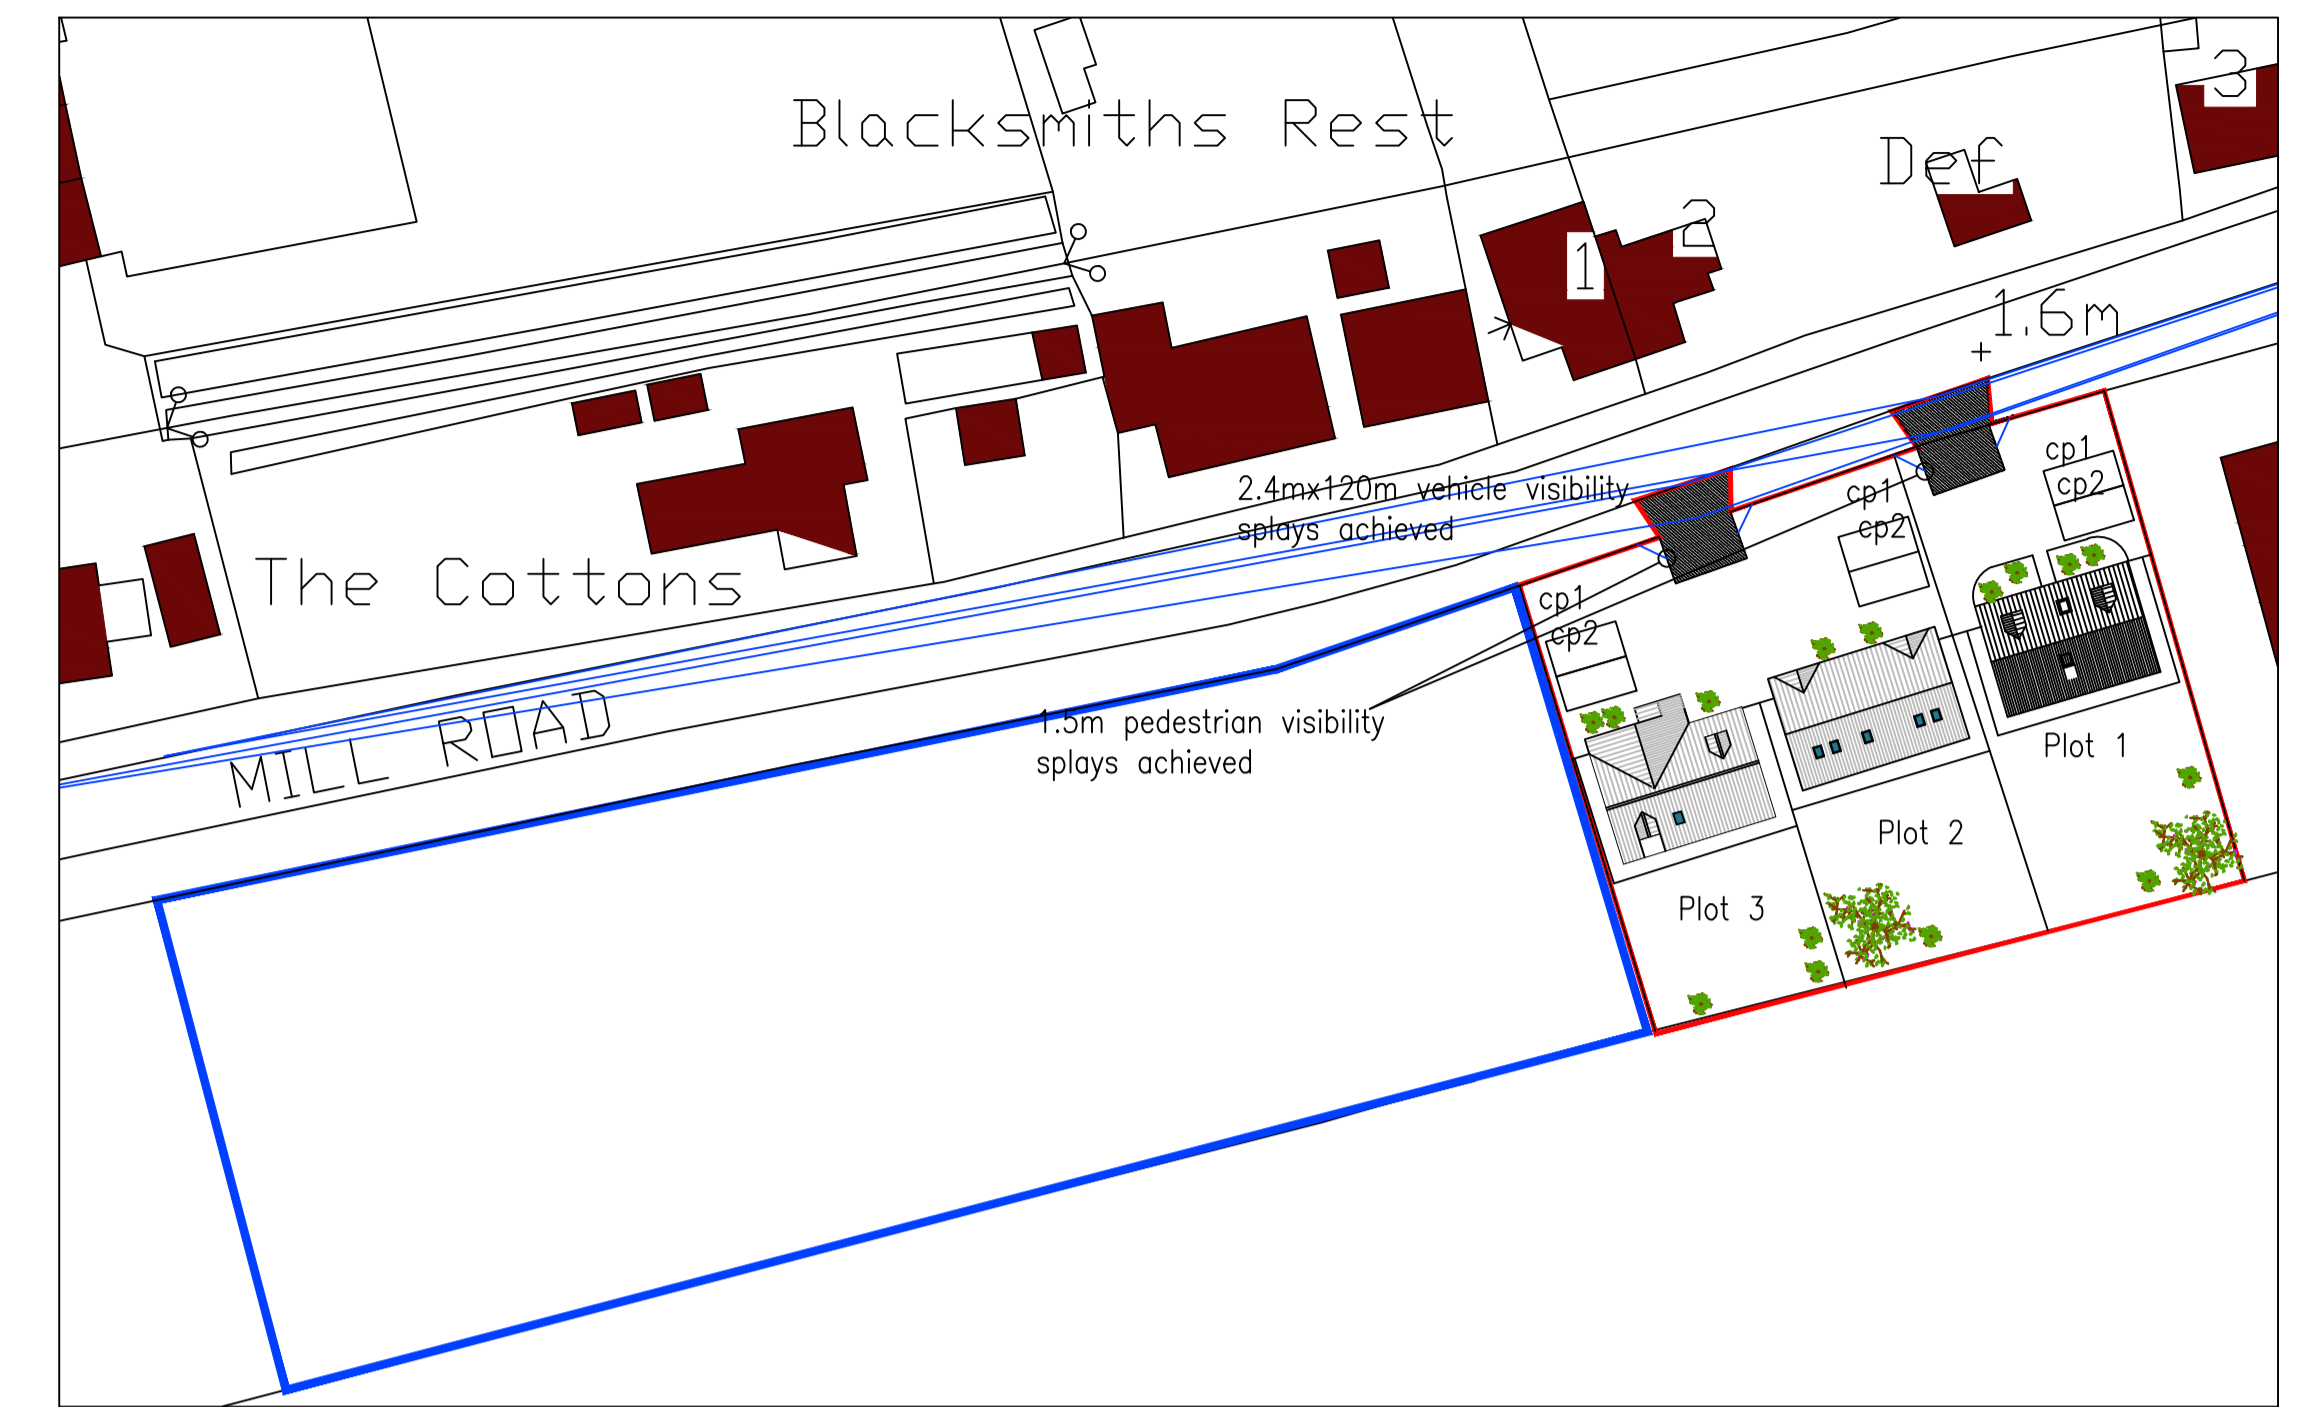 3
Blacksmiths Rest
Def
2
1
1.6m
cp1
cp2
2.4mx120m vehicle visibility
splays achieved
cp1
cp2
The Cottons
cp1
cp2
MILL ROAD
1.5m pedestrian visibility
splays achieved
Plot 1
Plot 2
Plot 3